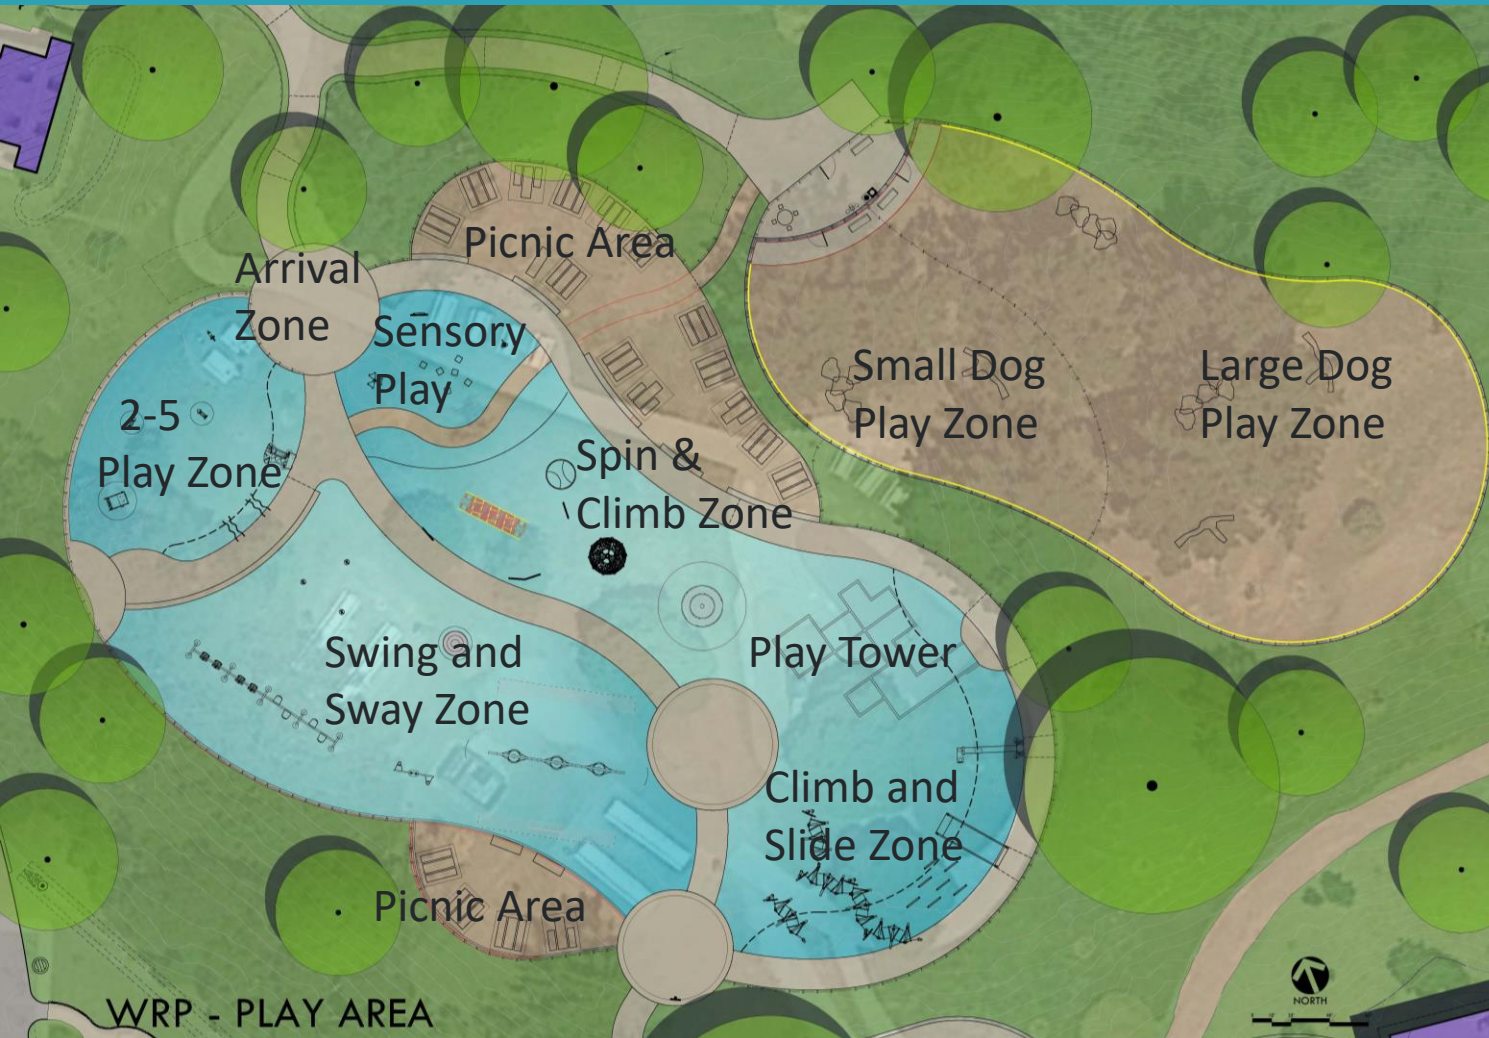 Picnic Area
Arrival
Zone
Sensory
Play
Small Dog
Play Zone
Large Dog
Play Zone
2-5
Play Zone
Spin &
Climb Zone
Swing and
Sway Zone
Play Tower
Climb and
Slide Zone
Picnic Area
WRP - PLAY AREA
NORTH